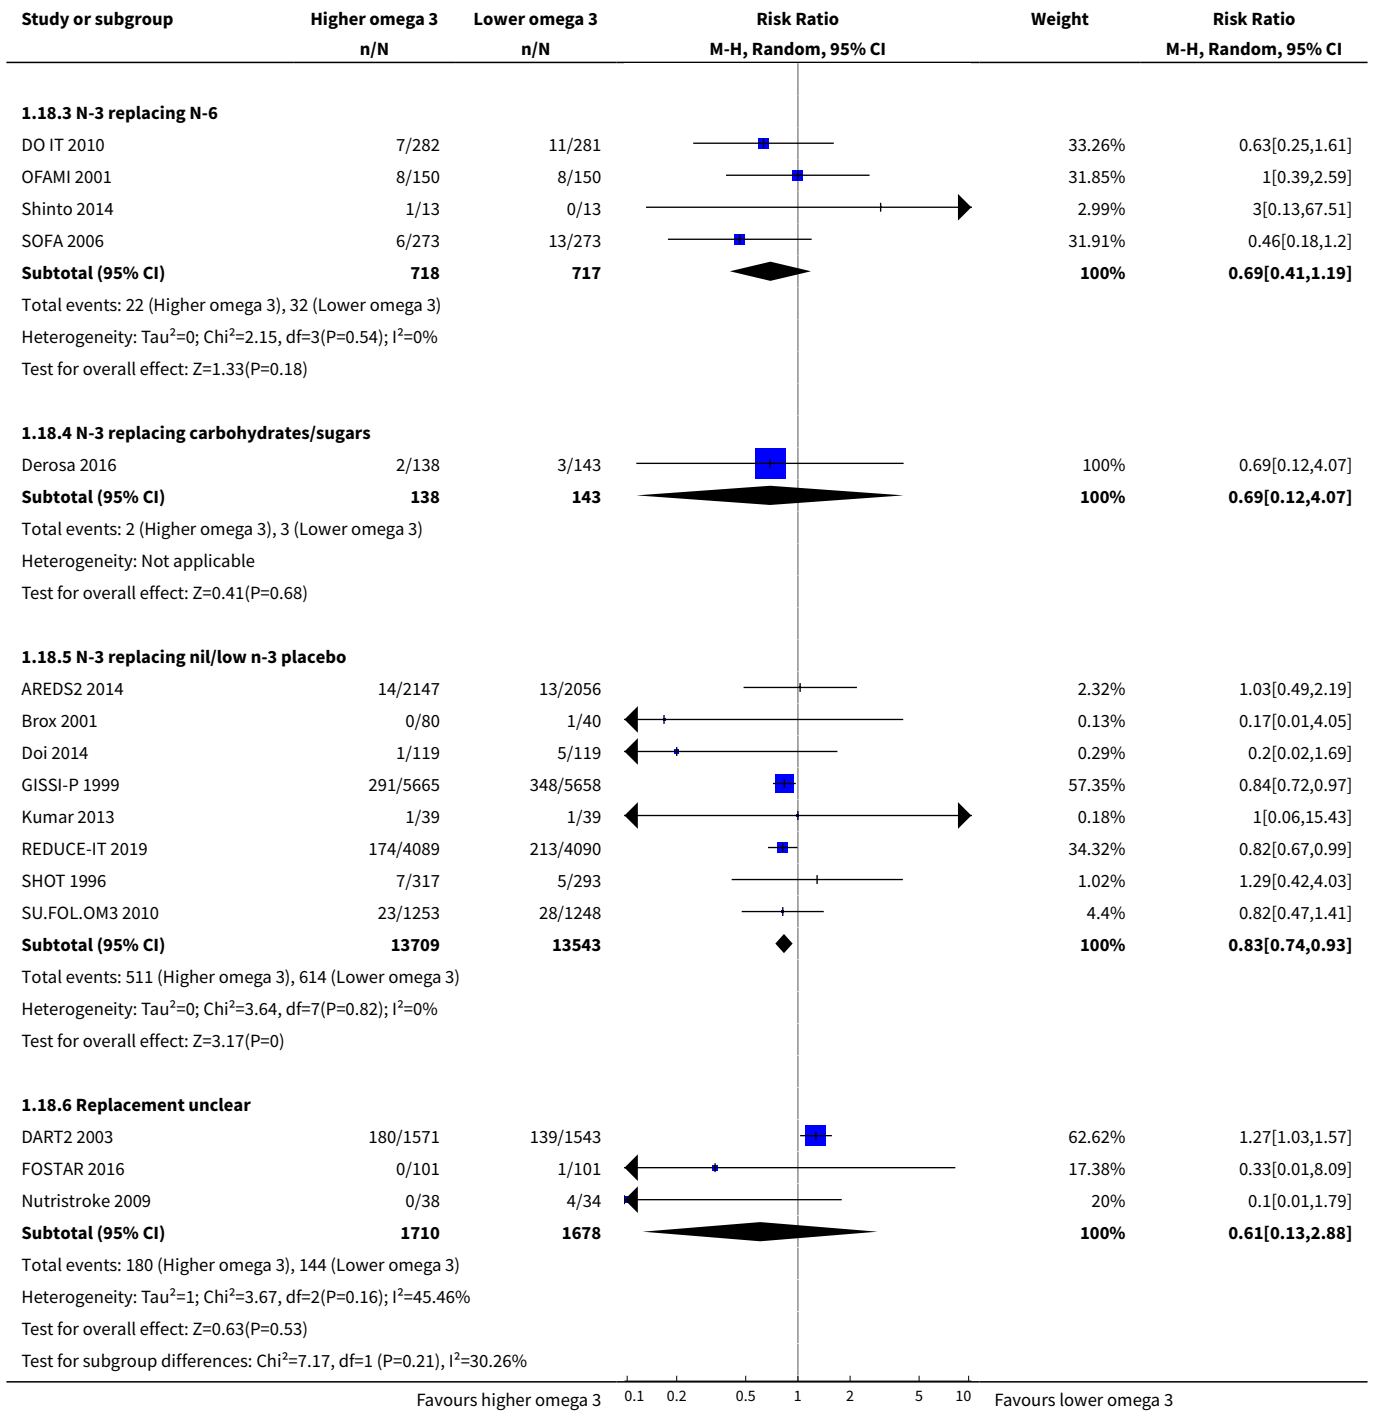 Study or subgroup Higher omega 3 Lower omega 3 Risk Ratio Weight Risk Ratio
n/N n/N M-H, Random, 95% CI M-H, Random, 95% CI
1.18.3 N-3 replacing N-6
DO IT 2010 7/282 11/281 33.26% 0.63[0.25,1.61]
OFAMI 2001 8/150 8/150 31.85% 1[0.39,2.59]
Shinto 2014 1/13 0/13 2.99% 3[0.13,67.51]
SOFA 2006 6/273 13/273 31.91% 0.46[0.18,1.2]
Subtotal (95% CI) 718 717 100% 0.69[0.41,1.19]
Total events: 22 (Higher omega 3), 32 (Lower omega 3)
Heterogeneity: Tau²=0; Chi²=2.15, df=3(P=0.54); I²=0%
Test for overall effect: Z=1.33(P=0.18)
1.18.4 N-3 replacing carbohydrates/sugars
Derosa 2016 2/138 3/143 100% 0.69[0.12,4.07]
Subtotal (95% CI) 138 143 100% 0.69[0.12,4.07]
Total events: 2 (Higher omega 3), 3 (Lower omega 3)
Heterogeneity: Not applicable
Test for overall effect: Z=0.41(P=0.68)
1.18.5 N-3 replacing nil/low n-3 placebo
AREDS2 2014 14/2147 13/2056 2.32% 1.03[0.49,2.19]
Brox 2001 0/80 1/40 0.13% 0.17[0.01,4.05]
Doi 2014 1/119 5/119 0.29% 0.2[0.02,1.69]
GISSI-P 1999 291/5665 348/5658 57.35% 0.84[0.72,0.97]
Kumar 2013 1/39 1/39 0.18% 1[0.06,15.43]
REDUCE-IT 2019 174/4089 213/4090 34.32% 0.82[0.67,0.99]
SHOT 1996 7/317 5/293 1.02% 1.29[0.42,4.03]
SU.FOL.OM3 2010 23/1253 28/1248 4.4% 0.82[0.47,1.41]
Subtotal (95% CI) 13709 13543 100% 0.83[0.74,0.93]
Total events: 511 (Higher omega 3), 614 (Lower omega 3)
Heterogeneity: Tau²=0; Chi²=3.64, df=7(P=0.82); I²=0%
Test for overall effect: Z=3.17(P=0)
1.18.6 Replacement unclear
DART2 2003 180/1571 139/1543 62.62% 1.27[1.03,1.57]
FOSTAR 2016 0/101 1/101 17.38% 0.33[0.01,8.09]
Nutristroke 2009 0/38 4/34 20% 0.1[0.01,1.79]
Subtotal (95% CI) 1710 1678 100% 0.61[0.13,2.88]
Total events: 180 (Higher omega 3), 144 (Lower omega 3)
Heterogeneity: Tau²=1; Chi²=3.67, df=2(P=0.16); I²=45.46%
Test for overall effect: Z=0.63(P=0.53)
Test for subgroup differences: Chi²=7.17, df=1 (P=0.21), I²=30.26%
Favours higher omega 3 0.1 0.2 0.5 1 2 5 10 Favours lower omega 3